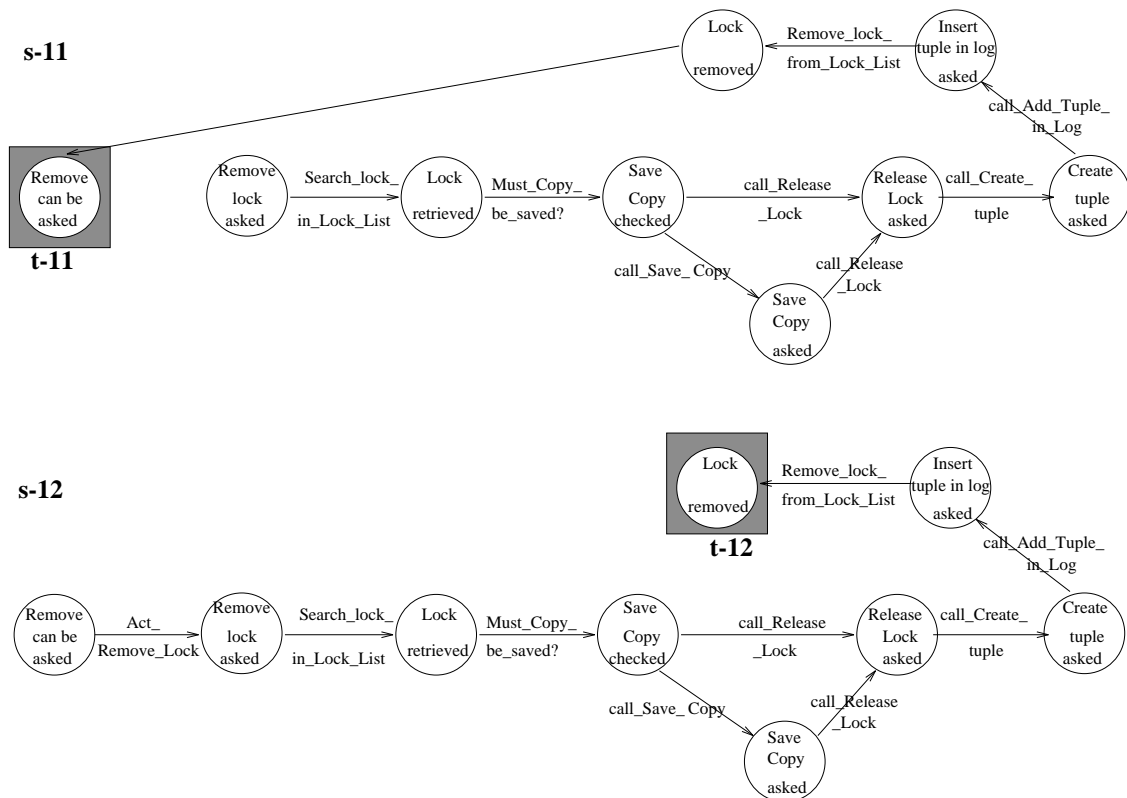 s-11
Lock
removed
Remove_lock_
from_Lock_List
Insert
tuple in log
asked
call_Add_Tuple_
in_Log
Remove
can be
asked
t-11
Remove
lock
asked
Search_lock_
in_Lock_List
Lock
retrieved
Must_Copy_
be_saved?
Save
Copy
checked
call_Release
_Lock
Release
Lock
asked
call_Create_
tuple
Create
tuple
asked
call_Save_ Copy
call_Release
_Lock
Save
Copy
asked
s-12
Lock
removed
t-12
Remove_lock_
from_Lock_List
Insert
tuple in log
asked
call_Add_Tuple_
in_Log
Remove
can be
asked
Act_
Remove_Lock
Remove
lock
asked
Search_lock_
in_Lock_List
Lock
retrieved
Must_Copy_
be_saved?
Save
Copy
checked
call_Release
_Lock
Release
Lock
asked
call_Create_
tuple
Create
tuple
asked
call_Save_ Copy
call_Release
_Lock
Save
Copy
asked